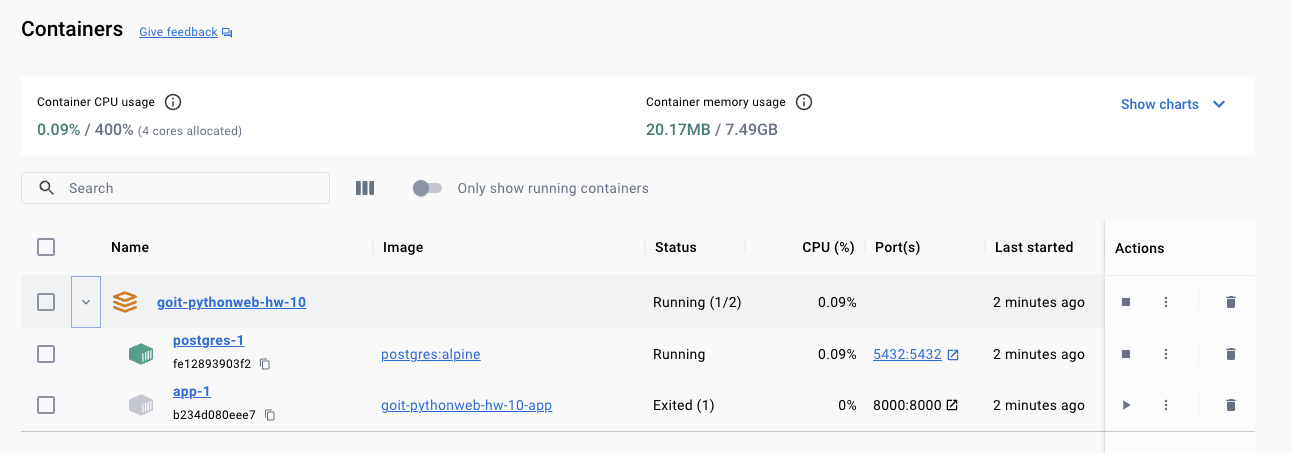 Containers Give feedback
Container CPU usage
0.09% / 400% (4 cores allocated)
Container memory usage
20.17MB / 7.49GB
Show charts
Search
Only show running containers
Name Image Status CPU (%) Port(s) Last started Actions
goit-pythonweb-hw-10 Running (1/2) 0.09% 2 minutes ago
postgres-1
fe12893903f2
postgres:alpine Running 0.09% 5432:5432 2 minutes ago
app-1
b234d080eee7
goit-pythonweb-hw-10-app Exited (1) 0% 8000:8000 2 minutes ago